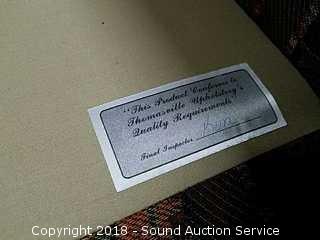 "This Product Conforms to
Thomasville Upholstery's
Quality Requirements"
Final Inspector
Copyright 2018 - Sound Auction Service